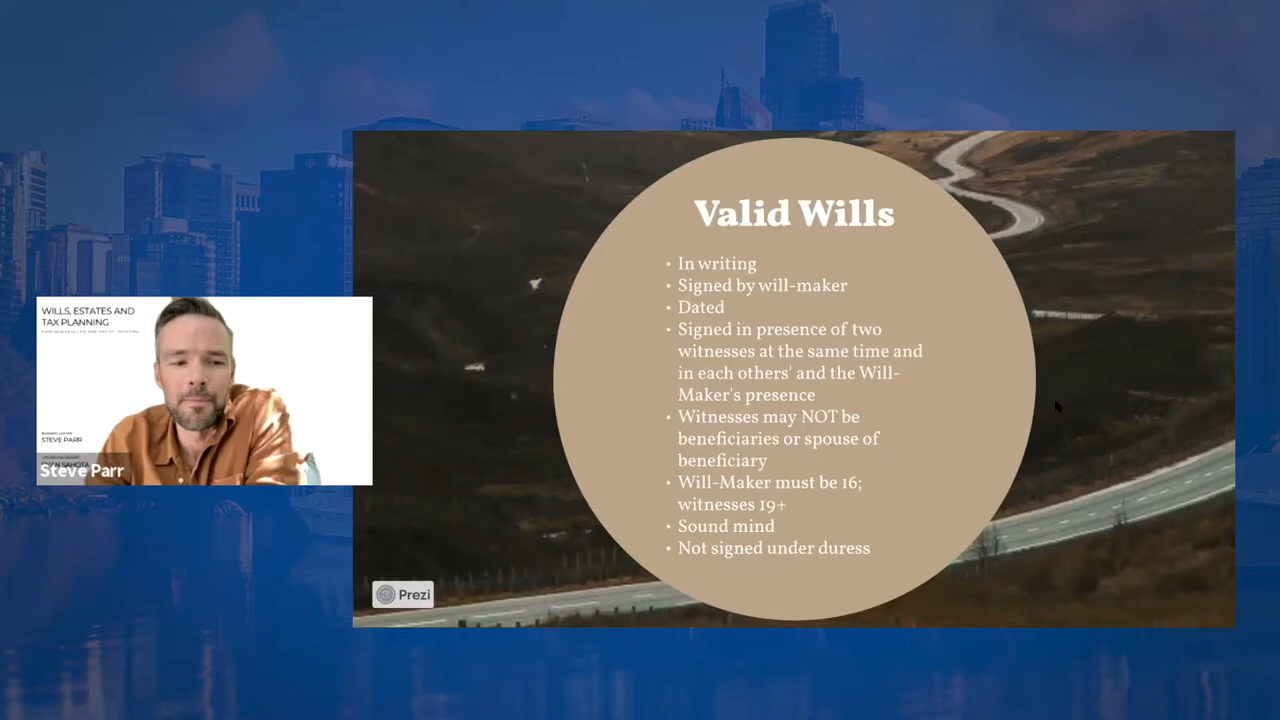 WILLS, ESTATES AND
TAX PLANNING
STEVE PARR
Steve Parr
Valid Wills
• In writing
• Signed by will-maker
• Dated
• Signed in presence of two
witnesses at the same time and
in each others' and the Will-
Maker's presence
• Witnesses may NOT be
beneficiaries or spouse of
beneficiary
• Will-Maker must be 16;
witnesses 19+
• Sound mind
• Not signed under duress
Prezi